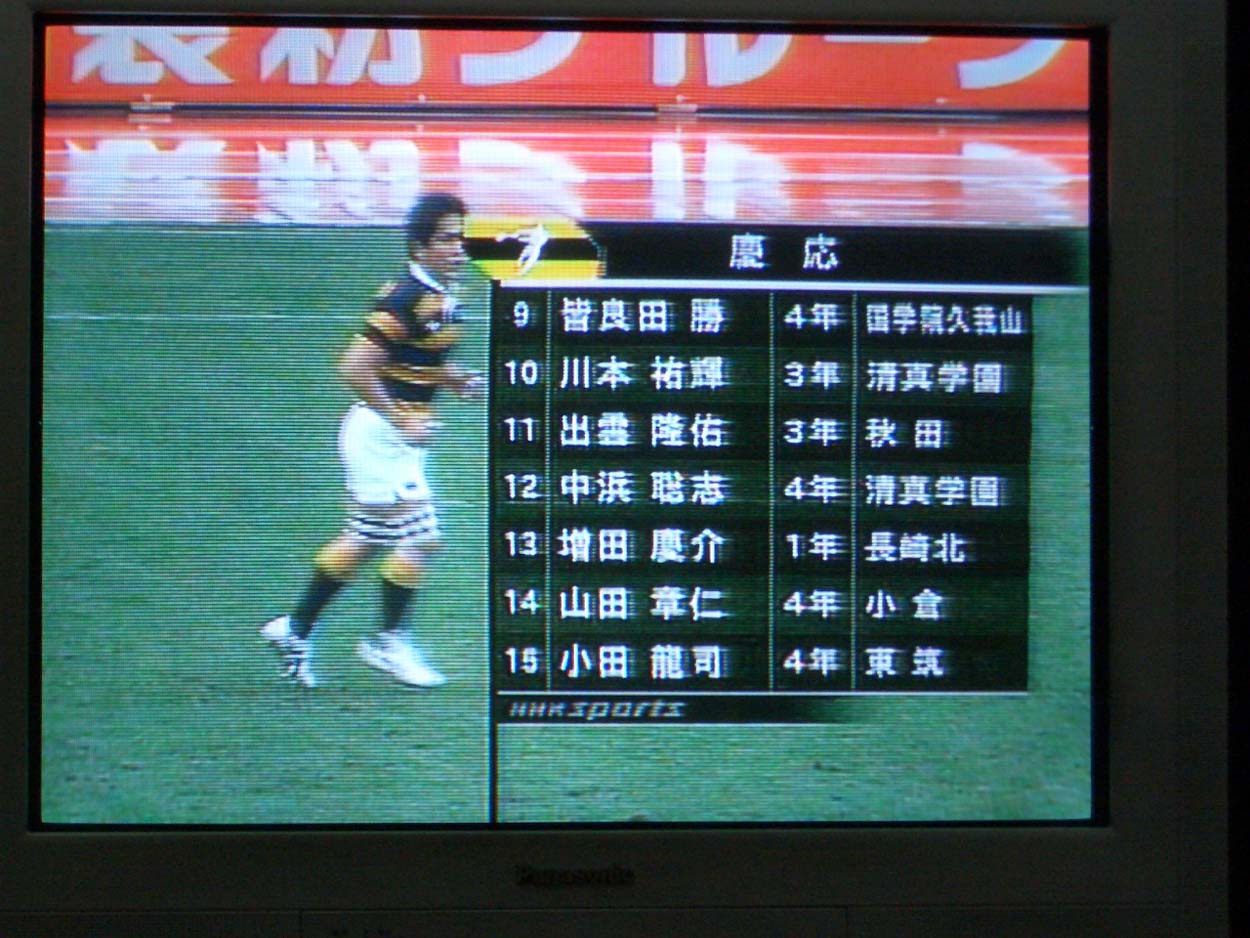 慶応
9 皆良田 勝 4年 国学院久我山
10 川本 祐輝 3年 清真学園
11 出雲 隆佑 3年 秋田
12 中浜 聡志 4年 清真学園
13 増田 慶介 1年 長崎北
14 山田 章仁 4年 小倉
15 小田 龍司 4年 東筑
NHK sports
Panasonic